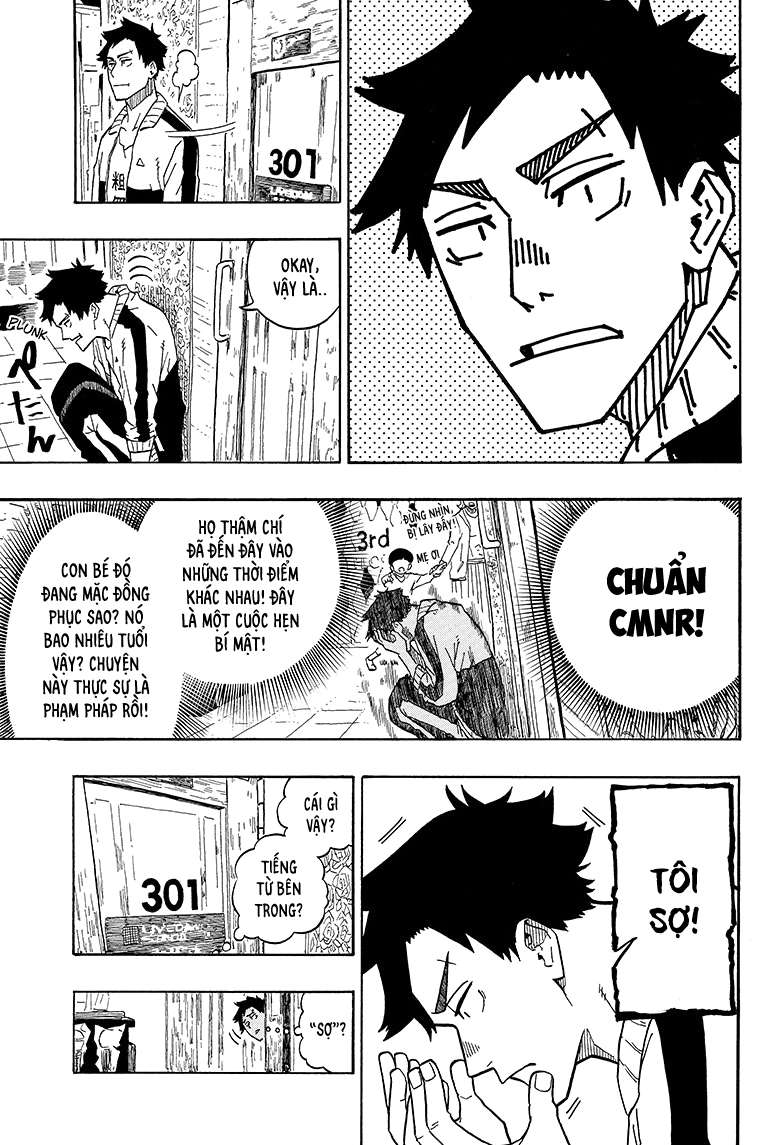 301
粗
OKAY,
VẬY LÀ..
PLUNK
ぺたん
CHUẨN
CMNR!
ĐỪNG NHÌN,
BỊ LÂY ĐẤY!
MẸ ƠI
3rd
HỌ THẬM CHÍ
ĐÃ ĐẾN ĐÂY VÀO
NHỮNG THỜI ĐIỂM
KHÁC NHAU! ĐÂY
LÀ MỘT CUỘC HẸN
BÍ MẬT!
CON BÉ ĐÓ
ĐANG MẶC ĐỒNG
PHỤC SAO? NÓ
BAO NHIÊU TUỔI
VẬY? CHUYỆN
NÀY THỰC SỰ LÀ
PHẠM PHÁP RỒI!
TÔI
SỢ!
CÁI GÌ
VẬY?
TIẾNG
TỪ BÊN
TRONG?
301
"SỢ"?